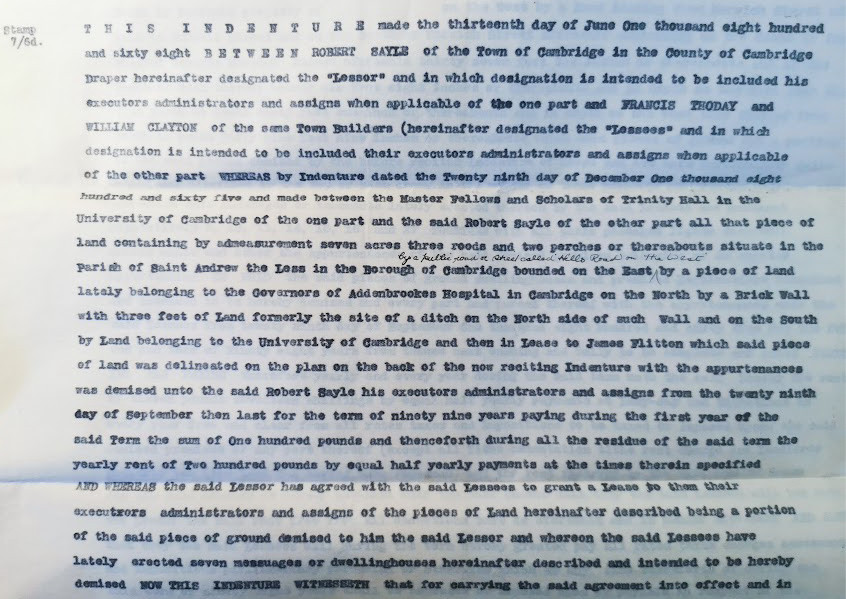 Stamp
7/6d.
T H I S   I N D E N T U R E made the thirteenth day of June One thousand eight hundred
and sixty eight B E T W E E N ROBERT SAYLE of the Town of Cambridge in the County of Cambridge
Draper hereinafter designated the "Lessor" and in which designation is intended to be included his
executors administrators and assigns when applicable of the one part and FRANCIS THODAY and
WILLIAM CLAYTON of the same Town Builders (hereinafter designated the "Lessees" and in which
designation is intended to be included their executors administrators and assigns when applicable
of the other part WHEREAS by Indenture dated the Twenty ninth day of December One thousand eight
hundred and sixty five and made between the Master Fellows and Scholars of Trinity Hall in the
University of Cambridge of the one part and the said Robert Sayle of the other part all that piece of
land containing by admeasurement seven acres three roods and two perches or thereabouts situate in the
by a public road or street called Hills Road on the West
Parish of Saint Andrew the Less in the Borough of Cambridge bounded on the East by a piece of land
lately belonging to the Governors of Addenbrookes Hospital in Cambridge on the North by a Brick Wall
with three feet of Land formerly the site of a ditch on the North side of such Wall and on the South
by Land belonging to the University of Cambridge and then in Lease to James Flitton which said piece
of land was delineated on the plan on the back of the now reciting Indenture with the appurtenances
was demised unto the said Robert Sayle his executors administrators and assigns from the twenty ninth
day of September then last for the term of ninety nine years paying during the first year of the
said Term the sum of One hundred pounds and thenceforth during all the residue of the said term the
yearly rent of Two hundred pounds by equal half yearly payments at the times therein specified
AND WHEREAS the said Lessor has agreed with the said Lessees to grant a Lease to them their
executxors administrators and assigns of the pieces of Land hereinafter described being a portion
of the said piece of ground demised to him the said Lessor and whereon the said Lessees have
lately erected seven messuages or dwellinghouses hereinafter described and intended to be hereby
demised NOW THIS INDENTURE WITNESSETH that for carrying the said agreement into effect and in